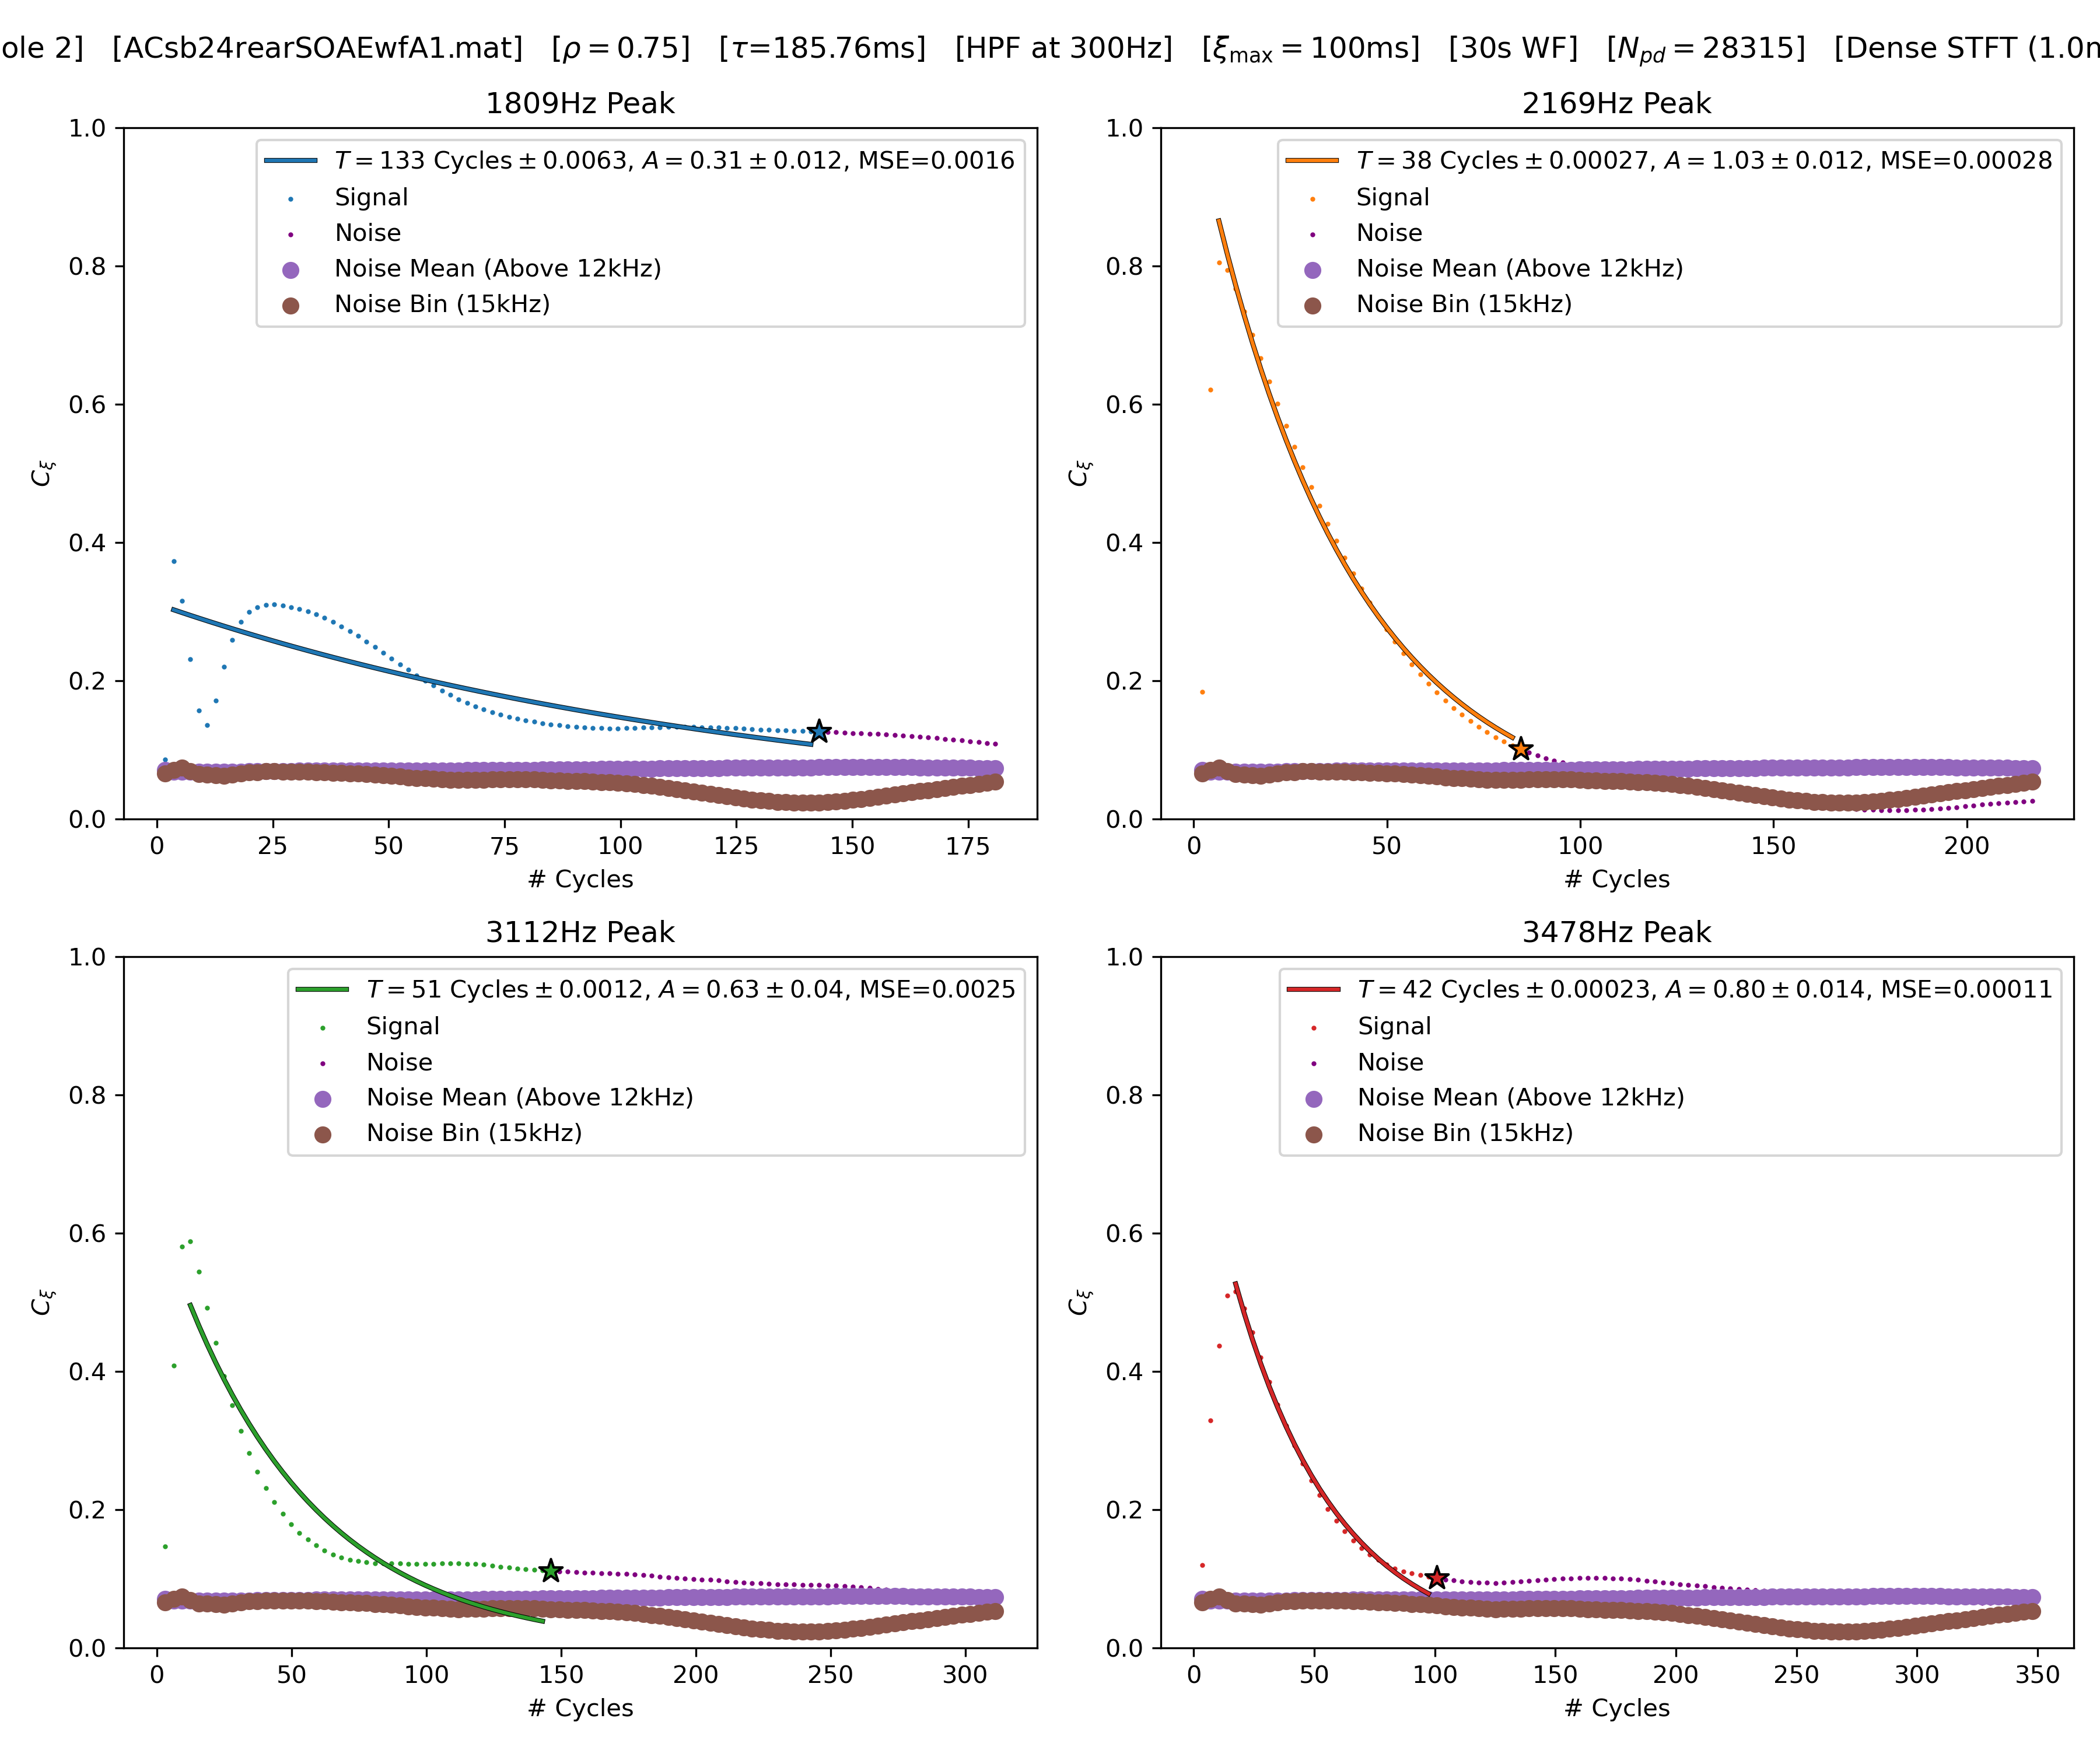 ole 2] [ACsb24rearSOAEwfA1.mat] [ρ = 0.75] [τ=185.76ms] [HPF at 300Hz] [ξmax = 100ms] [30s WF] [Npd = 28315] [Dense STFT (1.0m
1809Hz Peak
T = 133 Cycles ± 0.0063, A = 0.31 ± 0.012, MSE=0.0016
Signal
Noise
Noise Mean (Above 12kHz)
Noise Bin (15kHz)
1.0
0.8
0.6
0.4
0.2
0.0
Cξ
0 25 50 75 100 125 150 175
# Cycles
2169Hz Peak
T = 38 Cycles ± 0.00027, A = 1.03 ± 0.012, MSE=0.00028
Signal
Noise
Noise Mean (Above 12kHz)
Noise Bin (15kHz)
1.0
0.8
0.6
0.4
0.2
0.0
Cξ
0 50 100 150 200
# Cycles
3112Hz Peak
T = 51 Cycles ± 0.0012, A = 0.63 ± 0.04, MSE=0.0025
Signal
Noise
Noise Mean (Above 12kHz)
Noise Bin (15kHz)
1.0
0.8
0.6
0.4
0.2
0.0
Cξ
0 50 100 150 200 250 300
# Cycles
3478Hz Peak
T = 42 Cycles ± 0.00023, A = 0.80 ± 0.014, MSE=0.00011
Signal
Noise
Noise Mean (Above 12kHz)
Noise Bin (15kHz)
1.0
0.8
0.6
0.4
0.2
0.0
Cξ
0 50 100 150 200 250 300 350
# Cycles